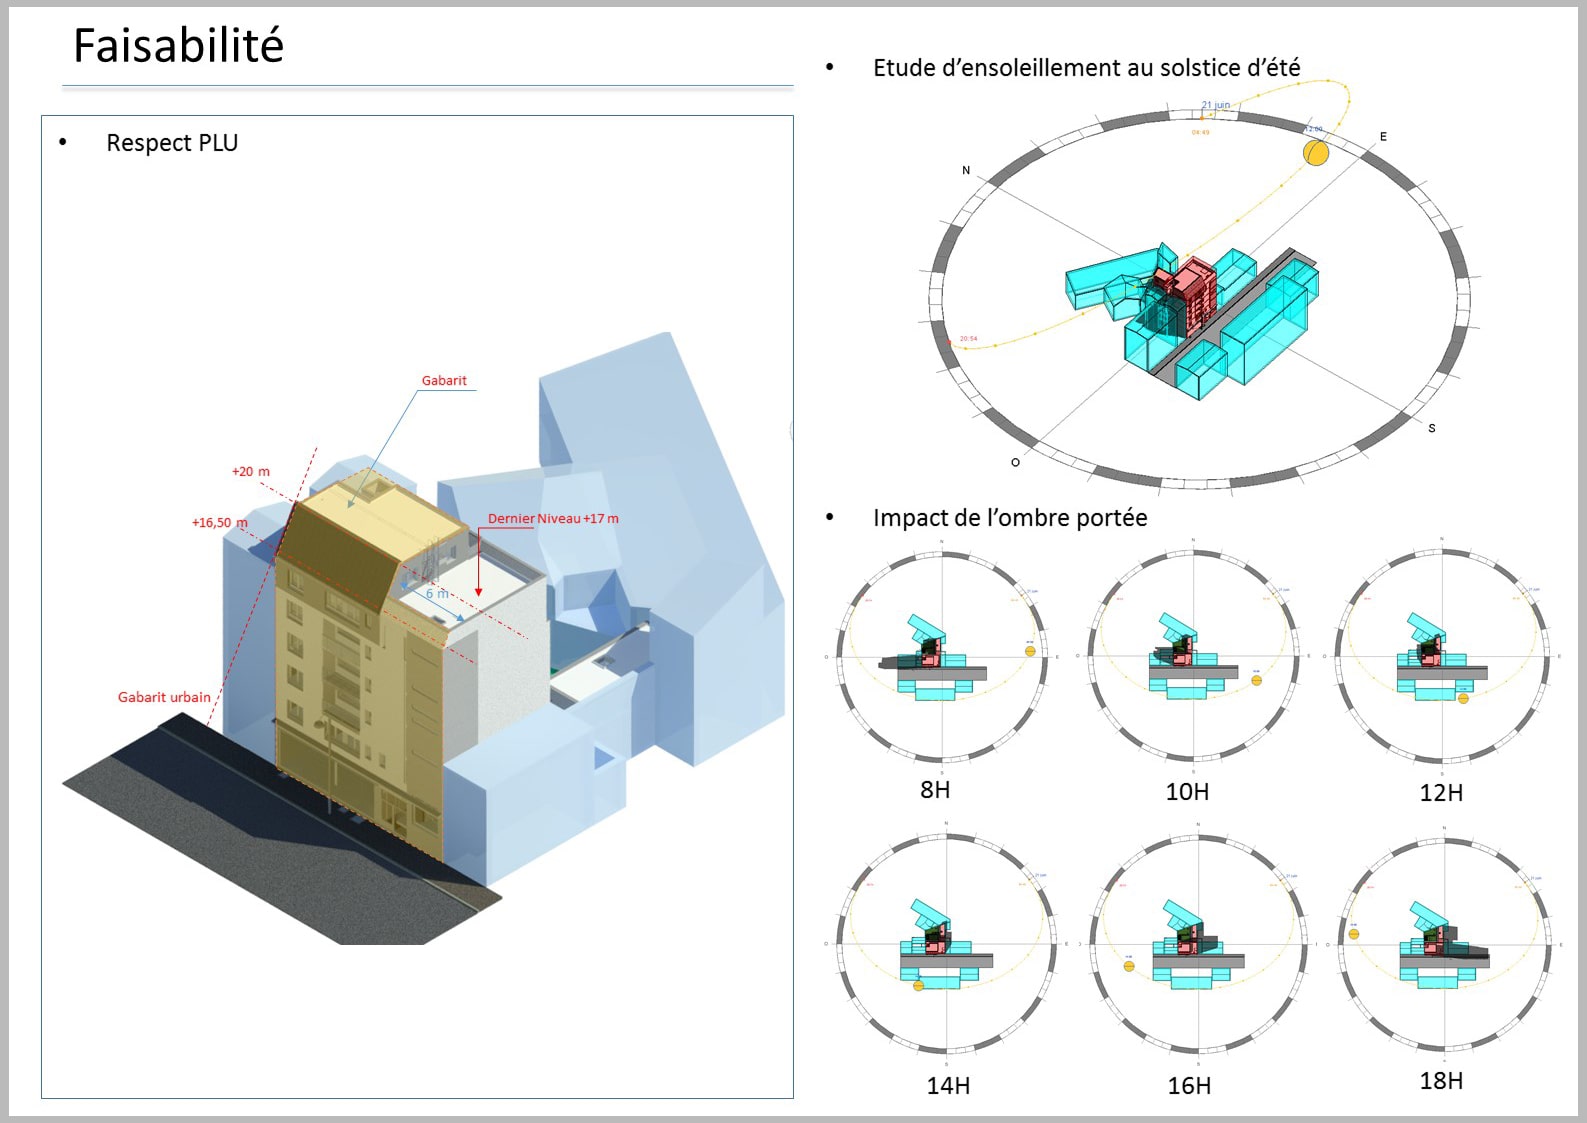 Faisabilité
• Respect PLU
Gabarit
+20 m
+16,50 m
Dernier Niveau +17 m
6 m
Gabarit urbain
• Etude d’ensoleillement au solstice d’été
21 juin
04:49
12:00
E
N
20:54
S
O
• Impact de l’ombre portée
8H
10H
12H
14H
16H
18H